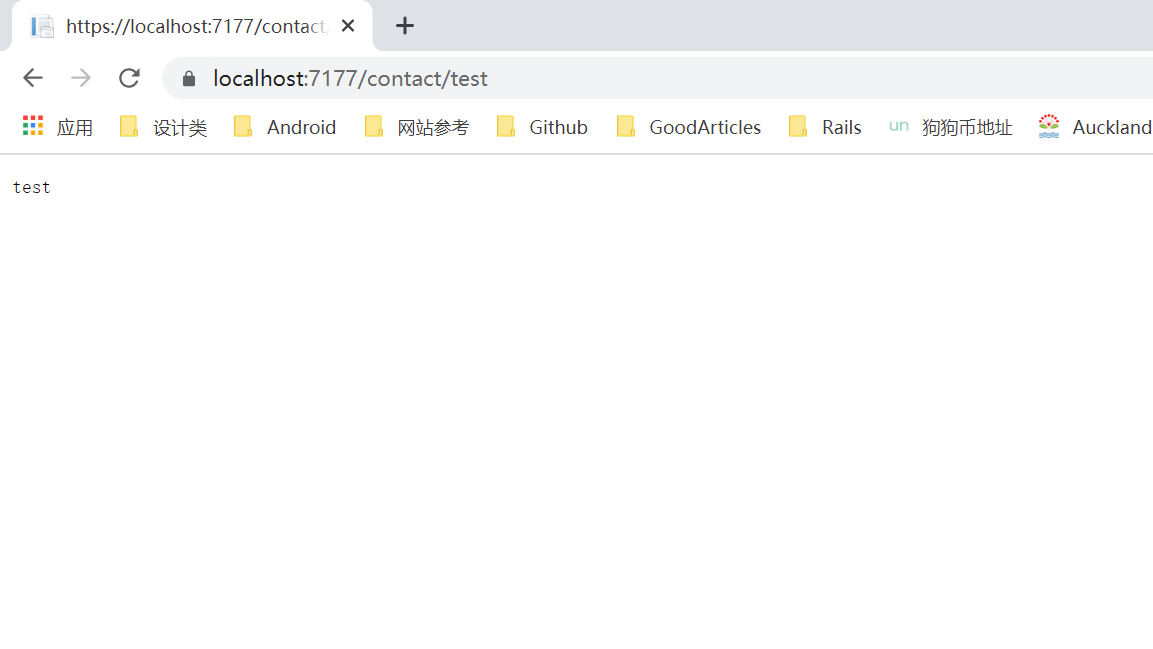 https://localhost:7177/contact/
localhost:7177/contact/test
应用 设计类 Android 网站参考 Github GoodArticles Rails un 狗狗币地址 Auckland
test